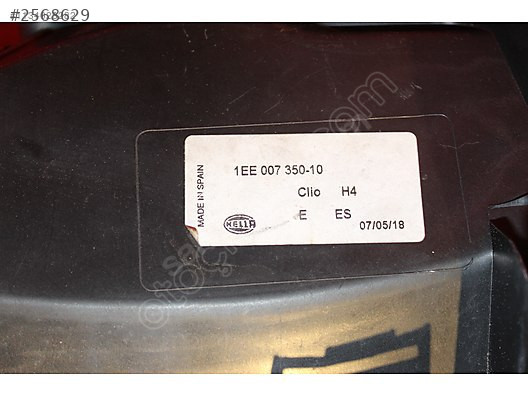 #2568629
MADE IN SPAIN
1EE 007 350-10
Clio H4
E ES
HELLA
07/05/18